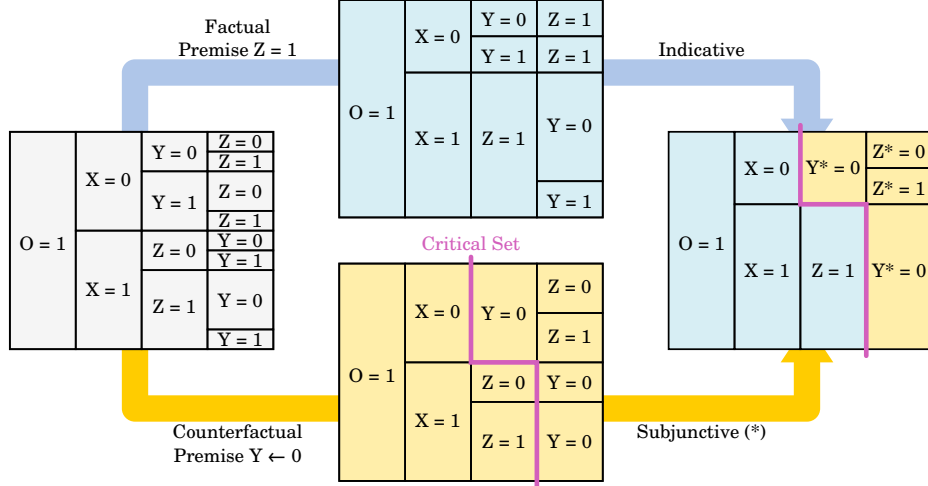 Factual
Premise Z = 1
Indicative
O = 1
X = 0
Y = 0
Z = 1
Y = 1
Z = 1
X = 1
Z = 1
Y = 0
Y = 1
O = 1
X = 0
Y = 0
Z = 0
Z = 1
Y = 1
Z = 0
Z = 1
X = 1
Z = 0
Y = 0
Y = 1
Z = 1
Y = 0
Y = 1
Critical Set
O = 1
X = 0
Y = 0
Z = 0
Z = 1
X = 1
Z = 0
Y = 0
Z = 1
Y = 0
O = 1
X = 0
Y* = 0
Z* = 0
Z* = 1
X = 1
Z = 1
Y* = 0
Counterfactual
Premise Y ← 0
Subjunctive (*)